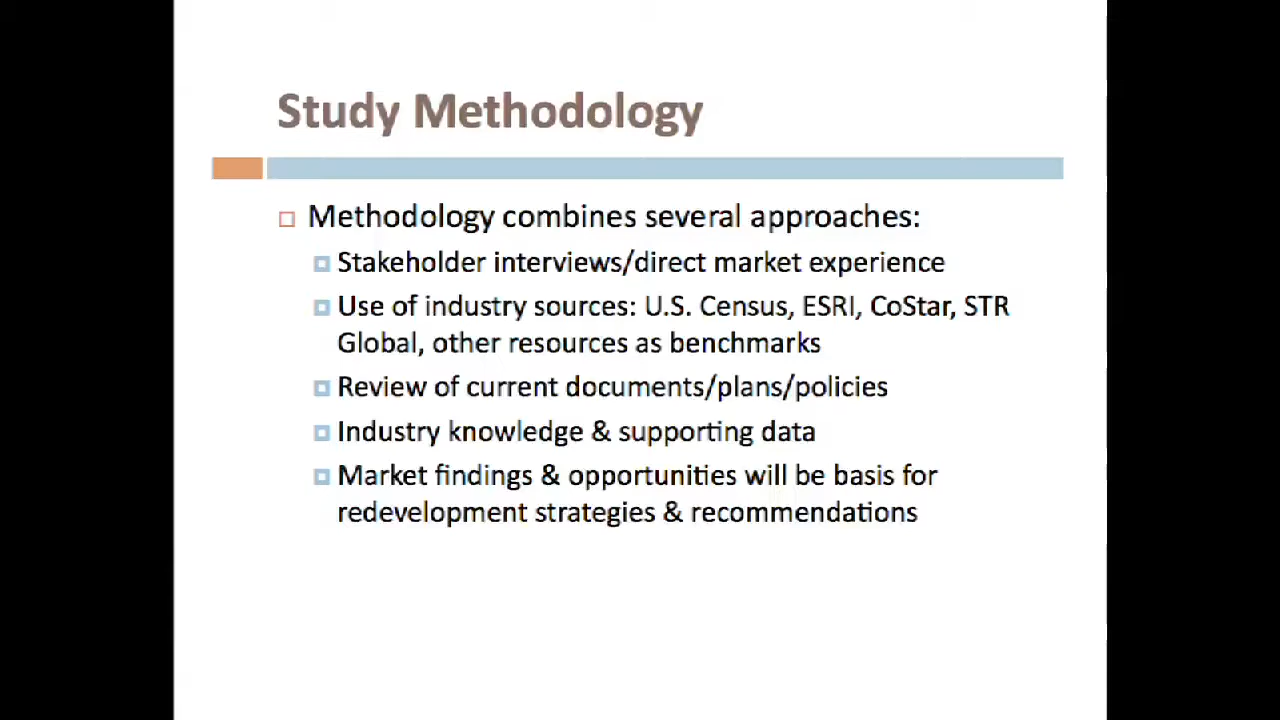 Study Methodology
Methodology combines several approaches:
Stakeholder interviews/direct market experience
Use of industry sources: U.S. Census, ESRI, CoStar, STR
Global, other resources as benchmarks
Review of current documents/plans/policies
Industry knowledge & supporting data
Market findings & opportunities will be basis for
redevelopment strategies & recommendations